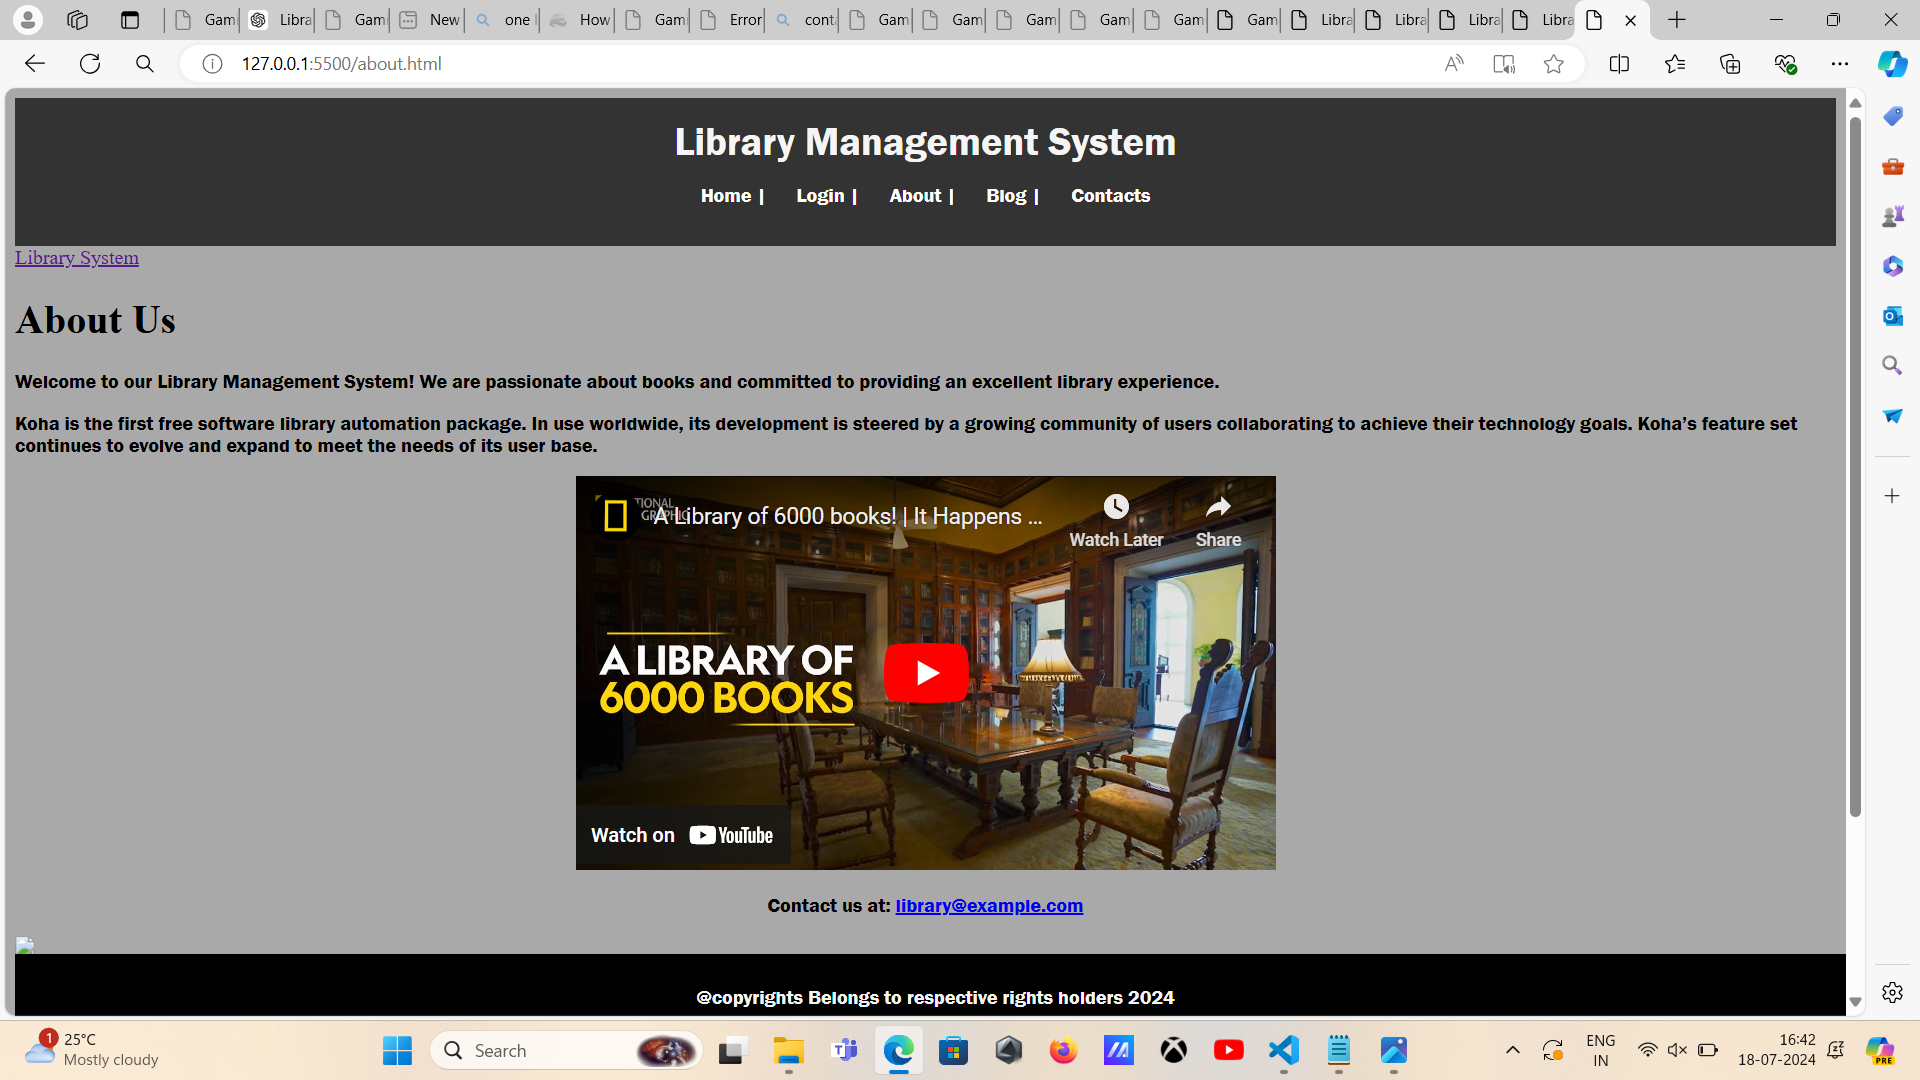 Gam
Libra
Gam
New
one
How
Gam
Error
cont
Gam
Gam
Gam
Gam
Gam
Gam
Libra
Libra
Libra
Libra
127.0.0.1:5500/about.html
Library Management System
Home | Login | About | Blog | Contacts
Library System
About Us
Welcome to our Library Management System! We are passionate about books and committed to providing an excellent library experience.
Koha is the first free software library automation package. In use worldwide, its development is steered by a growing community of users collaborating to achieve their technology goals. Koha’s feature set
continues to evolve and expand to meet the needs of its user base.
A Library of 6000 books! | It Happens ...
Watch Later
Share
A LIBRARY OF
6000 BOOKS
Watch on YouTube
Contact us at: library@example.com
@copyrights Belongs to respective rights holders 2024
1
25°C
Mostly cloudy
Search
ENG
IN
16:42
18-07-2024
PRE